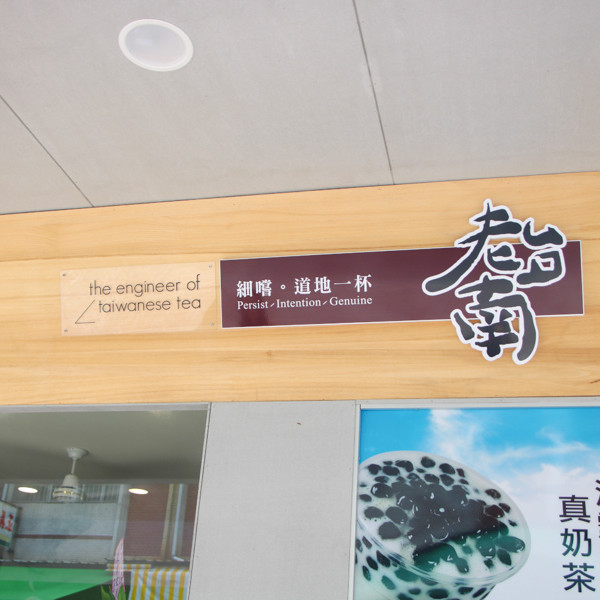 the engineer of
taiwanese tea
細嚐。道地一杯
Persist/Intention/Genuine
老台
南
真奶茶